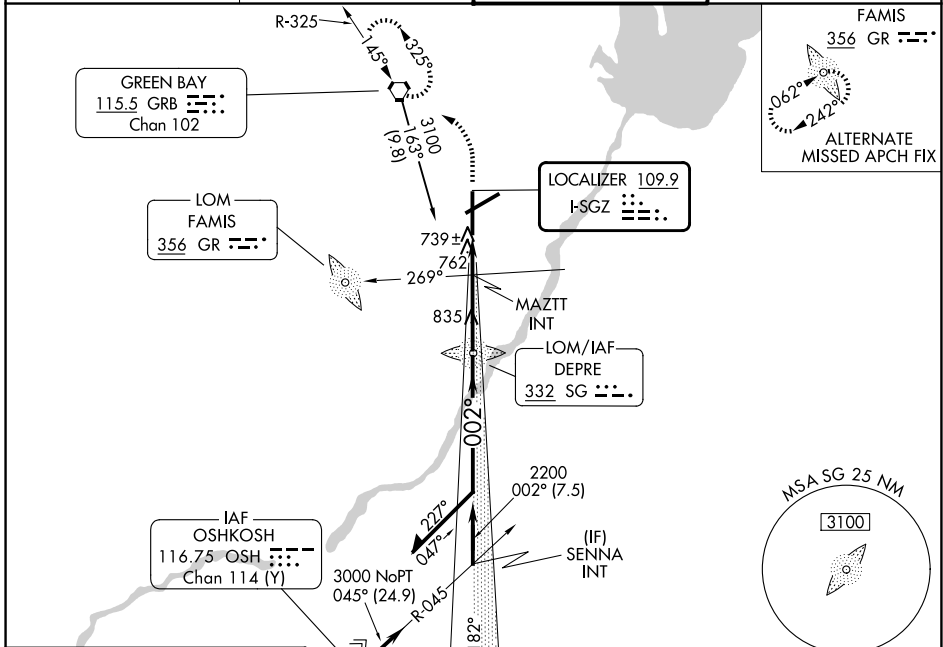 R-325
145°
325°
GREEN BAY
115.5 GRB
Chan 102
3100
163°
(9.8)
FAMIS
356 GR
062°
242°
ALTERNATE
MISSED APCH FIX
LOCALIZER 109.9
I-SGZ
LOM
FAMIS
356 GR
739±
762
269°
MAZTT
INT
835
LOM/IAF
DEPRE
332 SG
002°
2200
002° (7.5)
227°
047°
(IF)
SENNA
INT
IAF
OSHKOSH
116.75 OSH
Chan 114 (Y)
3000 NoPT
045° (24.9)
R-045
182°
MSA SG 25 NM
3100